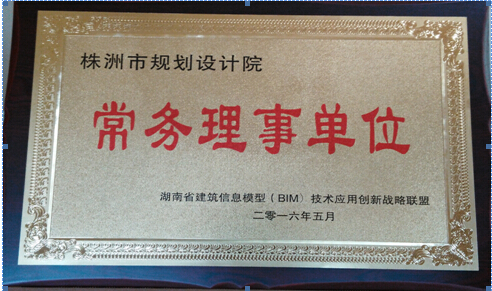 株洲市规划设计院
常务理事单位
湖南省建筑信息模型（BIM）技术应用创新战略联盟
二零一六年五月